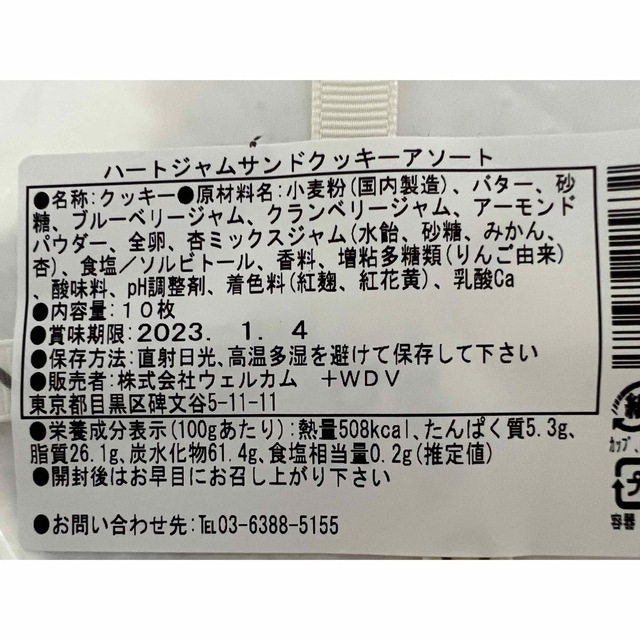 ハートジャムサンドクッキーアソート
●名称:クッキー●原材料名:小麦粉(国内製造)、バター、砂
糖、ブルーベリージャム、クランベリージャム、アーモンド
パウダー、全卵、杏ミックスジャム(水飴、砂糖、みかん、
杏)、食塩/ソルビトール、香料、増粘多糖類(りんご由来)
、酸味料、pH調整剤、着色料(紅麹、紅花黄)、乳酸Ca
●内容量:10枚
●賞味期限:2023. 1. 4
●保存方法:直射日光、高温多湿を避けて保存して下さい
●販売者:株式会社ウェルカム +WDV
東京都目黒区碑文谷5-11-11
●栄養成分表示(100gあたり):熱量508kcal、たんぱく質5.3g、
脂質26.1g、炭水化物61.4g、食塩相当量0.2g(推定値)
●開封後はお早目にお召し上がり下さい
●お問い合わせ先:℡03-6388-5155
紙
カップ、
プ
容器